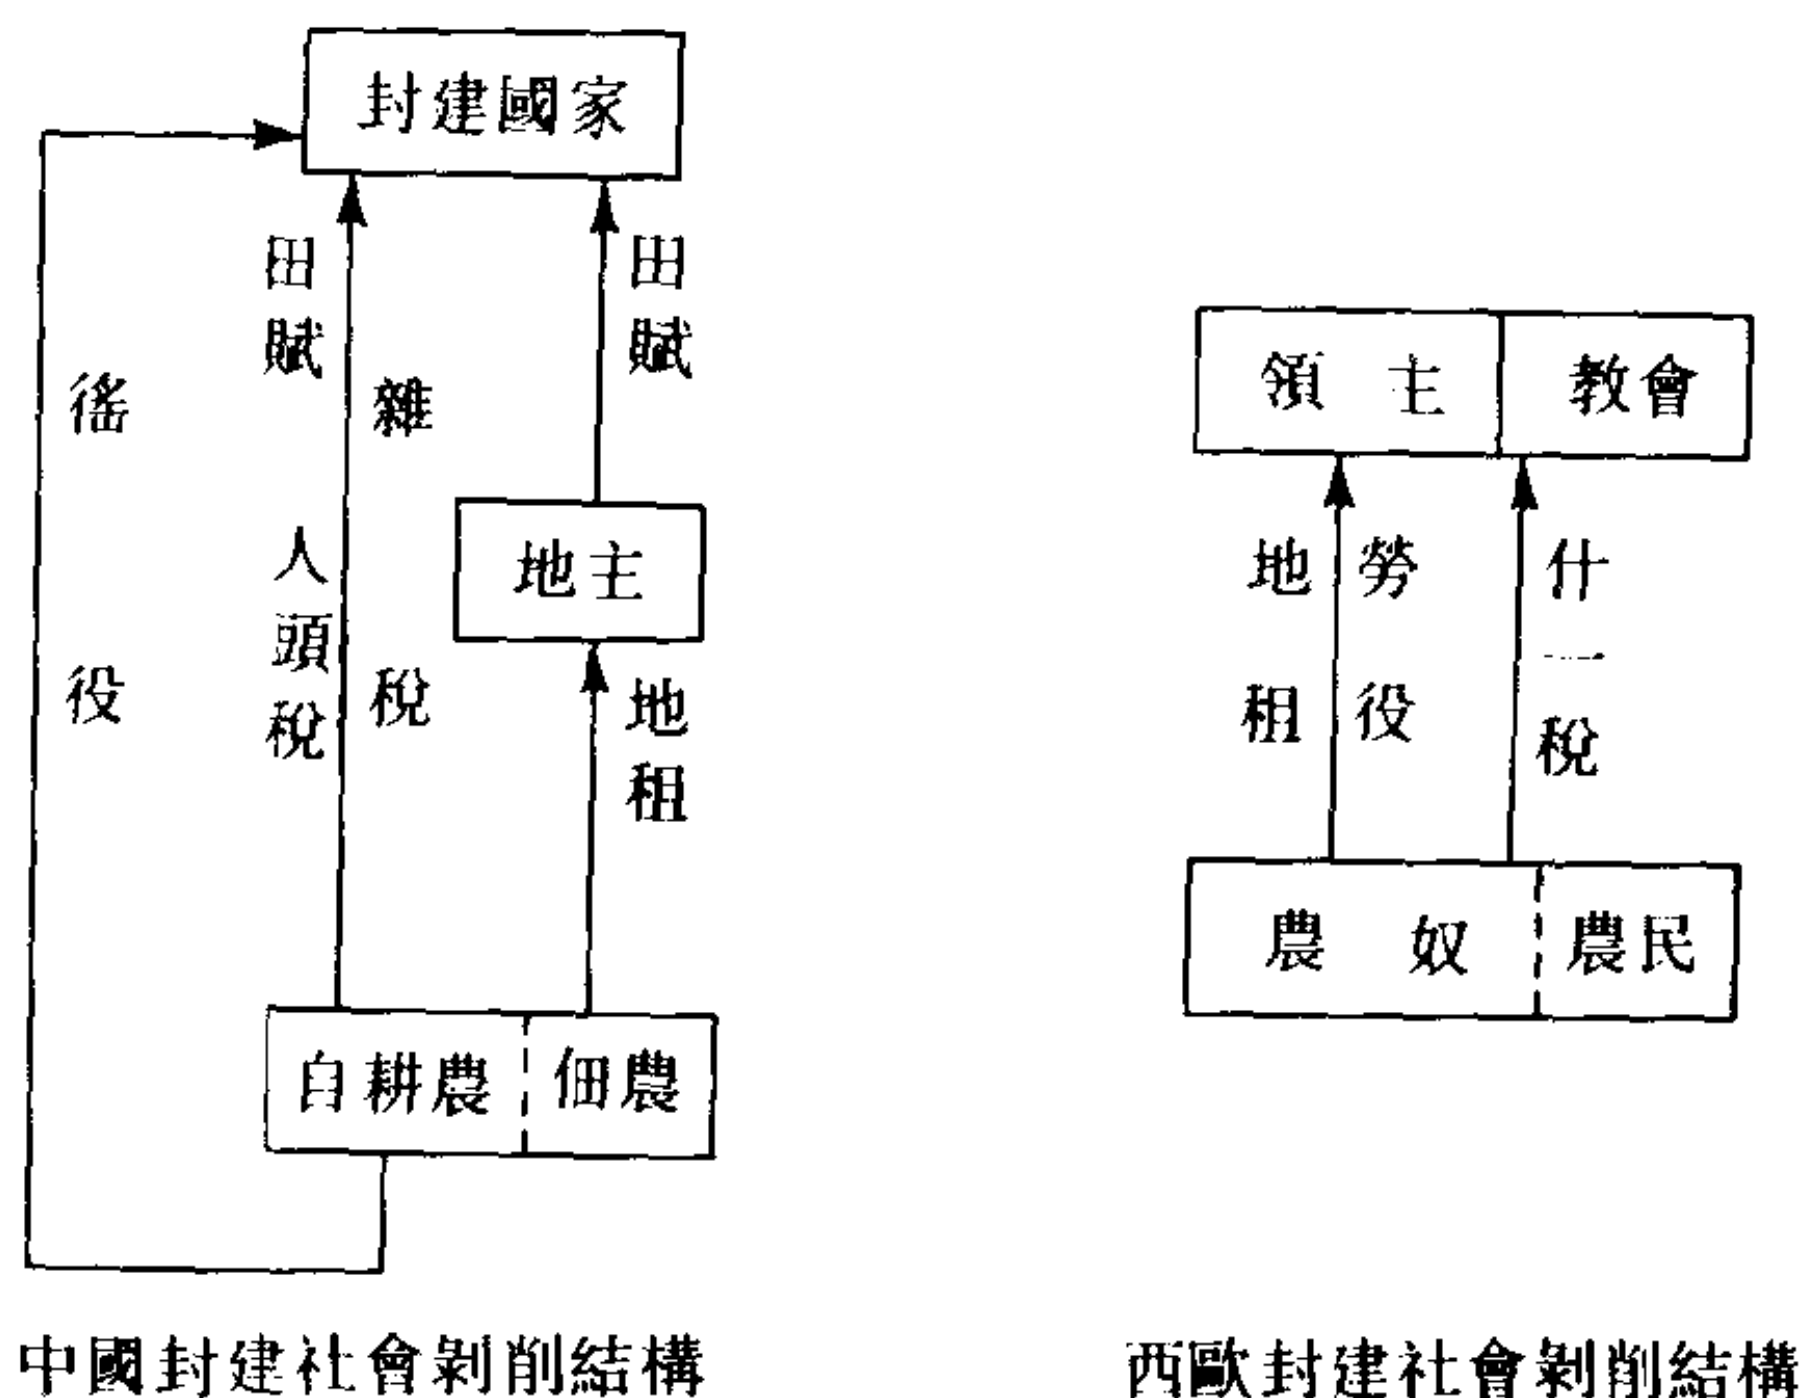 封建國家
田賦
人頭稅
雜稅
田賦
徭役
地主
地租
自耕農
佃農
中國封建社會剝削結構
領主
教會
地租
勞役
什一稅
農奴
農民
西歐封建社會剝削結構